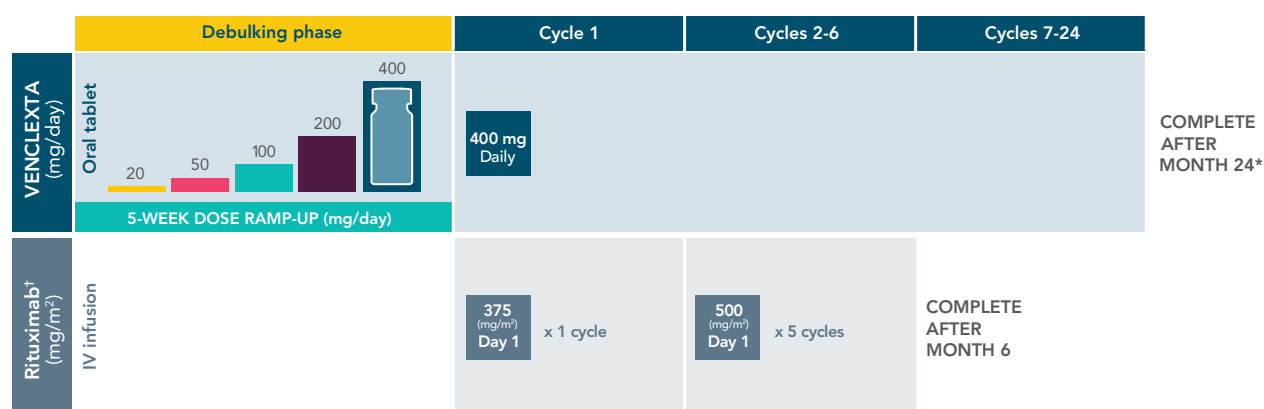 Debulking phase
Cycle 1
Cycles 2-6
Cycles 7-24
VENCLEXTA
(mg/day)
Oral tablet
20
50
100
200
400
5-WEEK DOSE RAMP-UP (mg/day)
400 mg
Daily
COMPLETE
AFTER
MONTH 24*
Rituximab†
(mg/m²)
IV infusion
375
(mg/m²)
Day 1
x 1 cycle
500
(mg/m²)
Day 1
x 5 cycles
COMPLETE
AFTER
MONTH 6